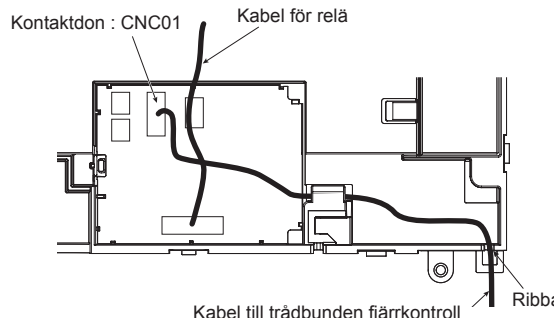 Kontaktdon : CNC01
Kabel för relä
Kabel till trådbunden fjärrkontroll